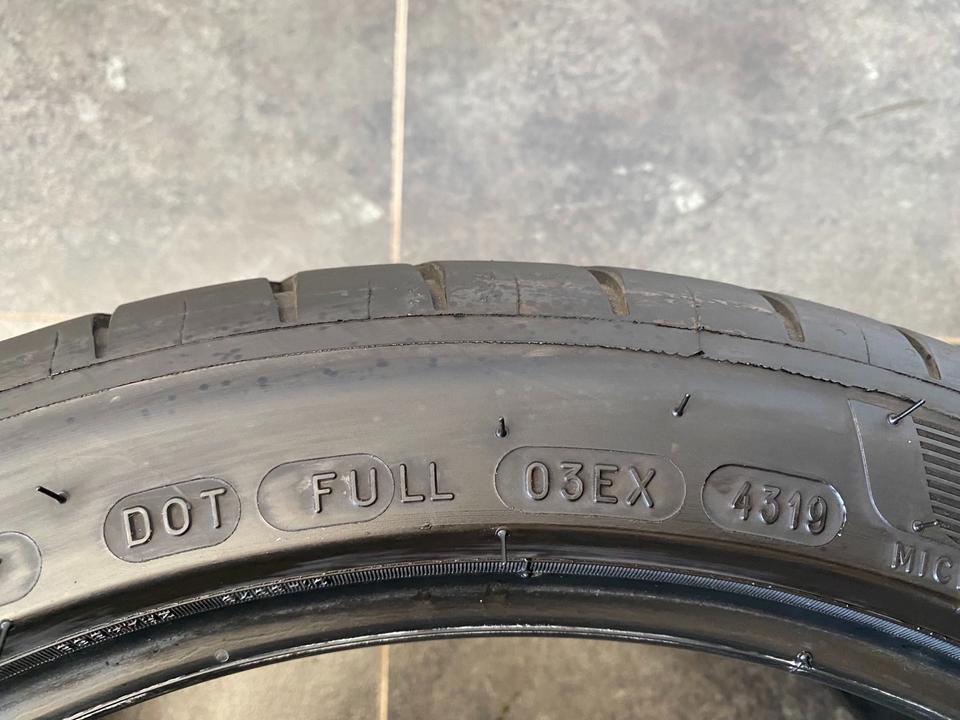 DOT FULL 03EX 4319
MIC